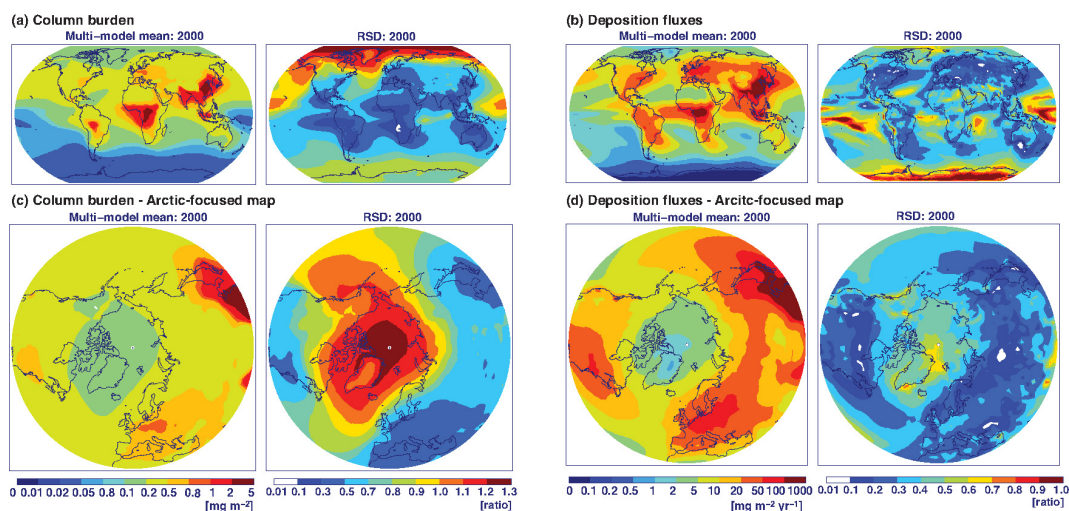 (a) Column burden
(b) Deposition fluxes
Multi−model mean: 2000
RSD: 2000
Multi−model mean: 2000
RSD: 2000
(c) Column burden - Arctic-focused map
(d) Deposition fluxes - Arcitc-focused map
Multi−model mean: 2000
RSD: 2000
Multi−model mean: 2000
RSD: 2000
0 0.01 0.02 0.05 0.8 0.1 0.2 0.5 0.8 1 2 5
[mg m−2]
0.01 0.1 0.3 0.5 0.7 0.8 0.9 1.0 1.1 1.2 1.3
[ratio]
0 0.1 0.2 0.5 1 2 5 10 20 50 100 1000
[mg m−2 yr−1]
0.01 0.1 0.2 0.3 0.4 0.5 0.6 0.7 0.8 0.9 1.0
[ratio]